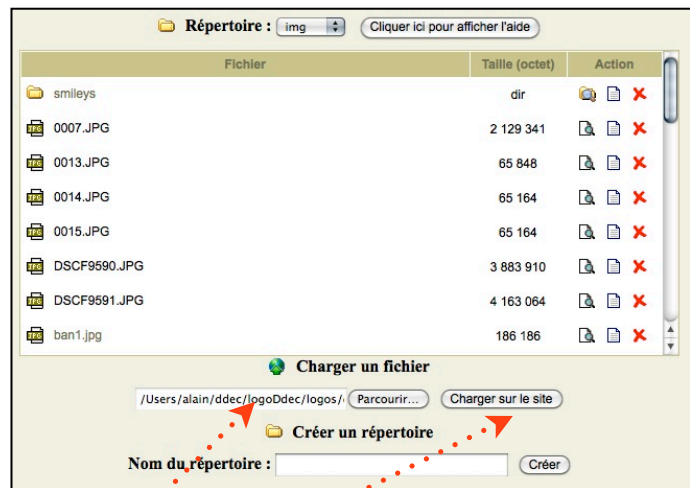 Répertoire : img Cliquer ici pour afficher l'aide
Fichier Taille (octet) Action
smileys dir
0007.JPG 2 129 341
0013.JPG 65 848
0014.JPG 65 164
0015.JPG 65 164
DSCF9590.JPG 3 883 910
DSCF9591.JPG 4 163 064
ban1.jpg 186 186
Charger un fichier
/Users/alain/ddec/logoDdec/logos/ Parcourir... Charger sur le site
Créer un répertoire
Nom du répertoire : Créer